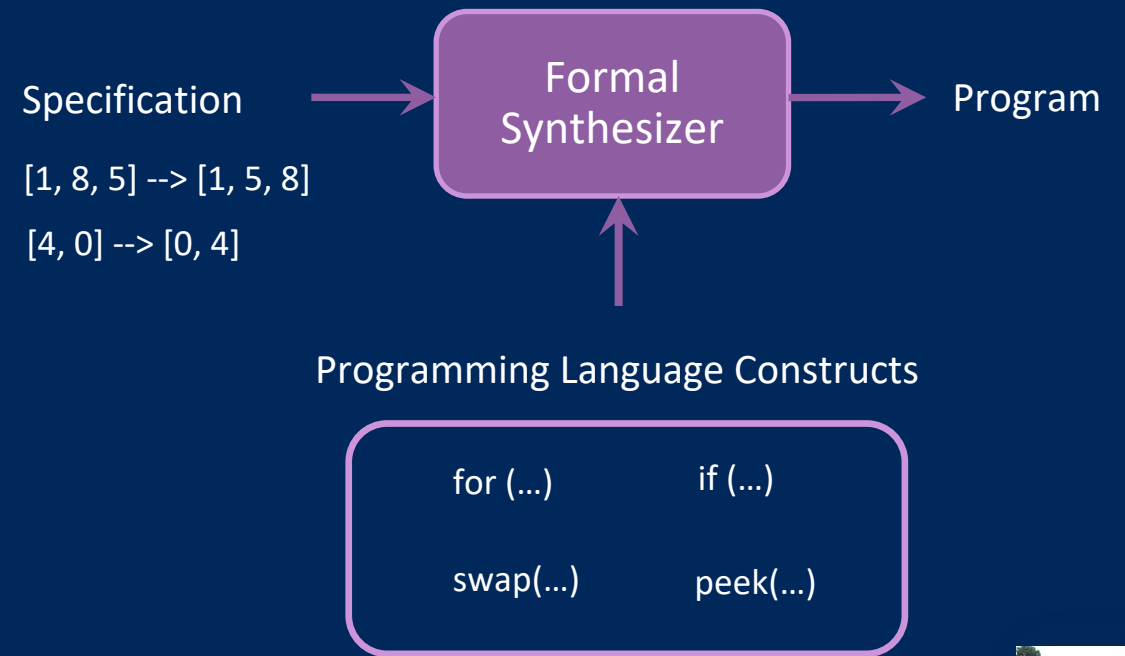 Specification
[1, 8, 5] --> [1, 5, 8]
[4, 0] --> [0, 4]
Formal
Synthesizer
Program
Programming Language Constructs
for (…)
if (…)
swap(…)
peek(…)